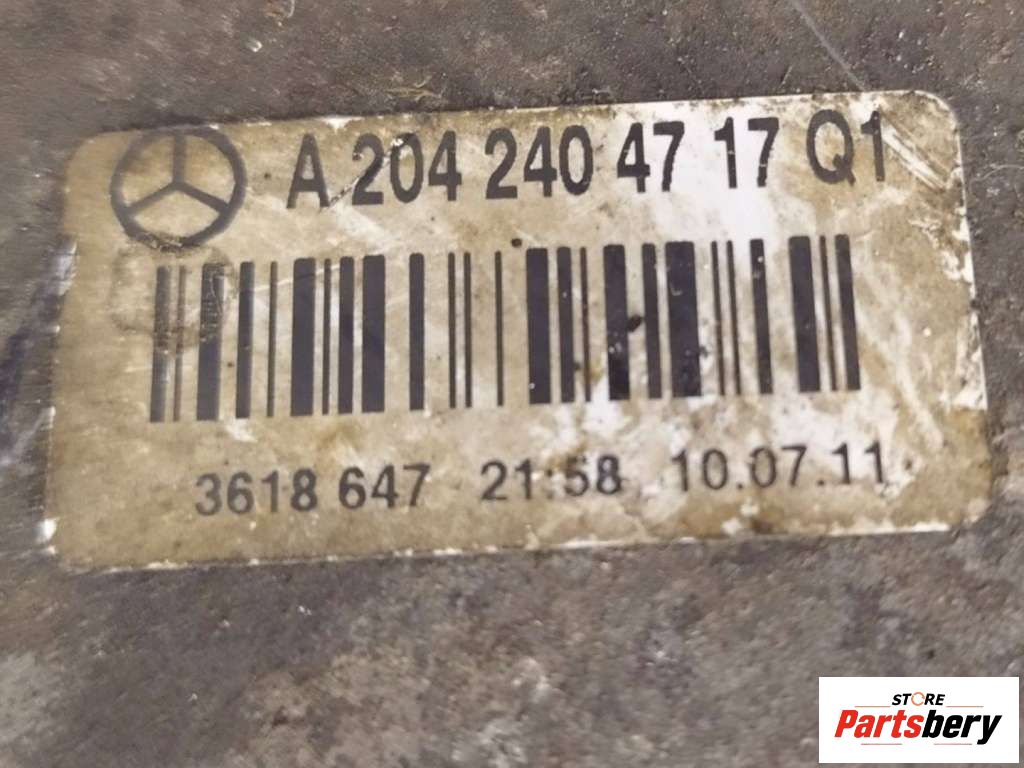 A 204 240 47 17 Q1
3618 647 21:58 10.07.11
STORE
Partsbery